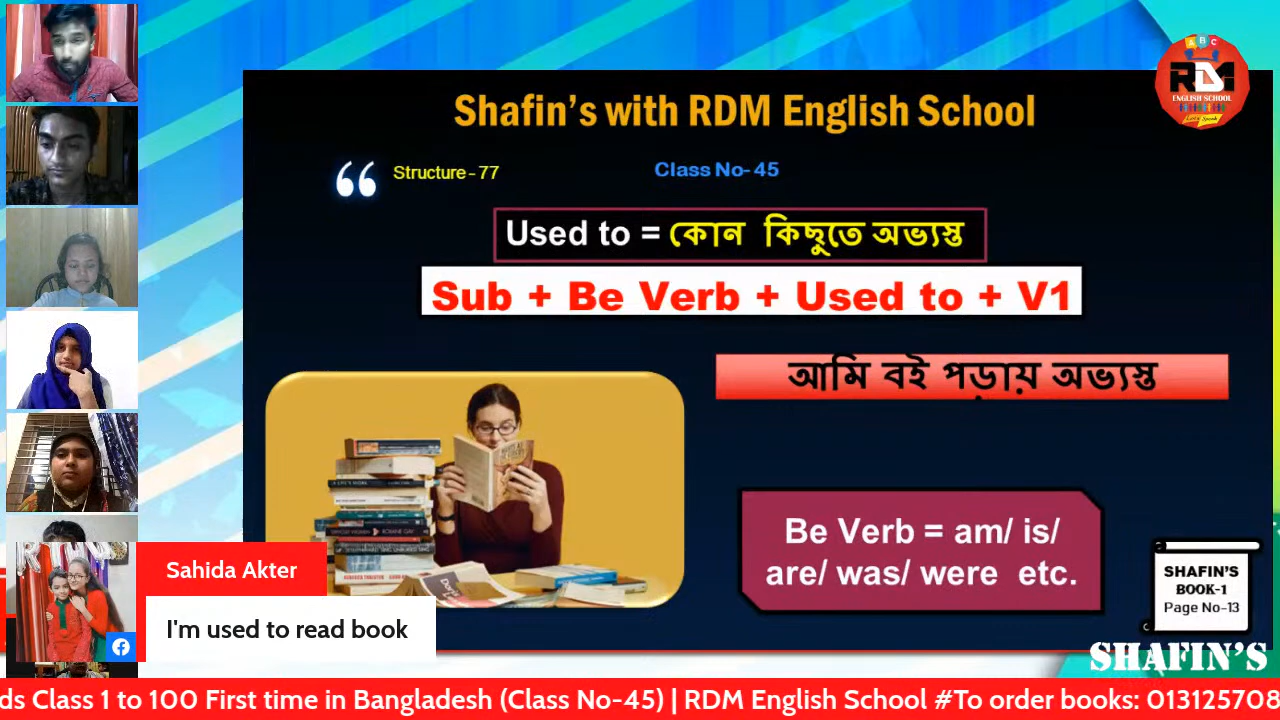 A B C
RDM
ENGLISH SCHOOL
Shafin's with RDM English School
Structure - 77
Class No- 45
Used to = কোন কিছুতে অভ্যস্ত
Sub + Be Verb + Used to + V1
আমি বই পড়ায় অভ্যস্ত
Be Verb = am/ is/
are/ was/ were etc.
SHAFIN'S
BOOK-1
Page No-13
Sahida Akter
I'm used to read book
SHAFIN'S
ds Class 1 to 100 First time in Bangladesh (Class No-45) | RDM English School #To order books: 013125708